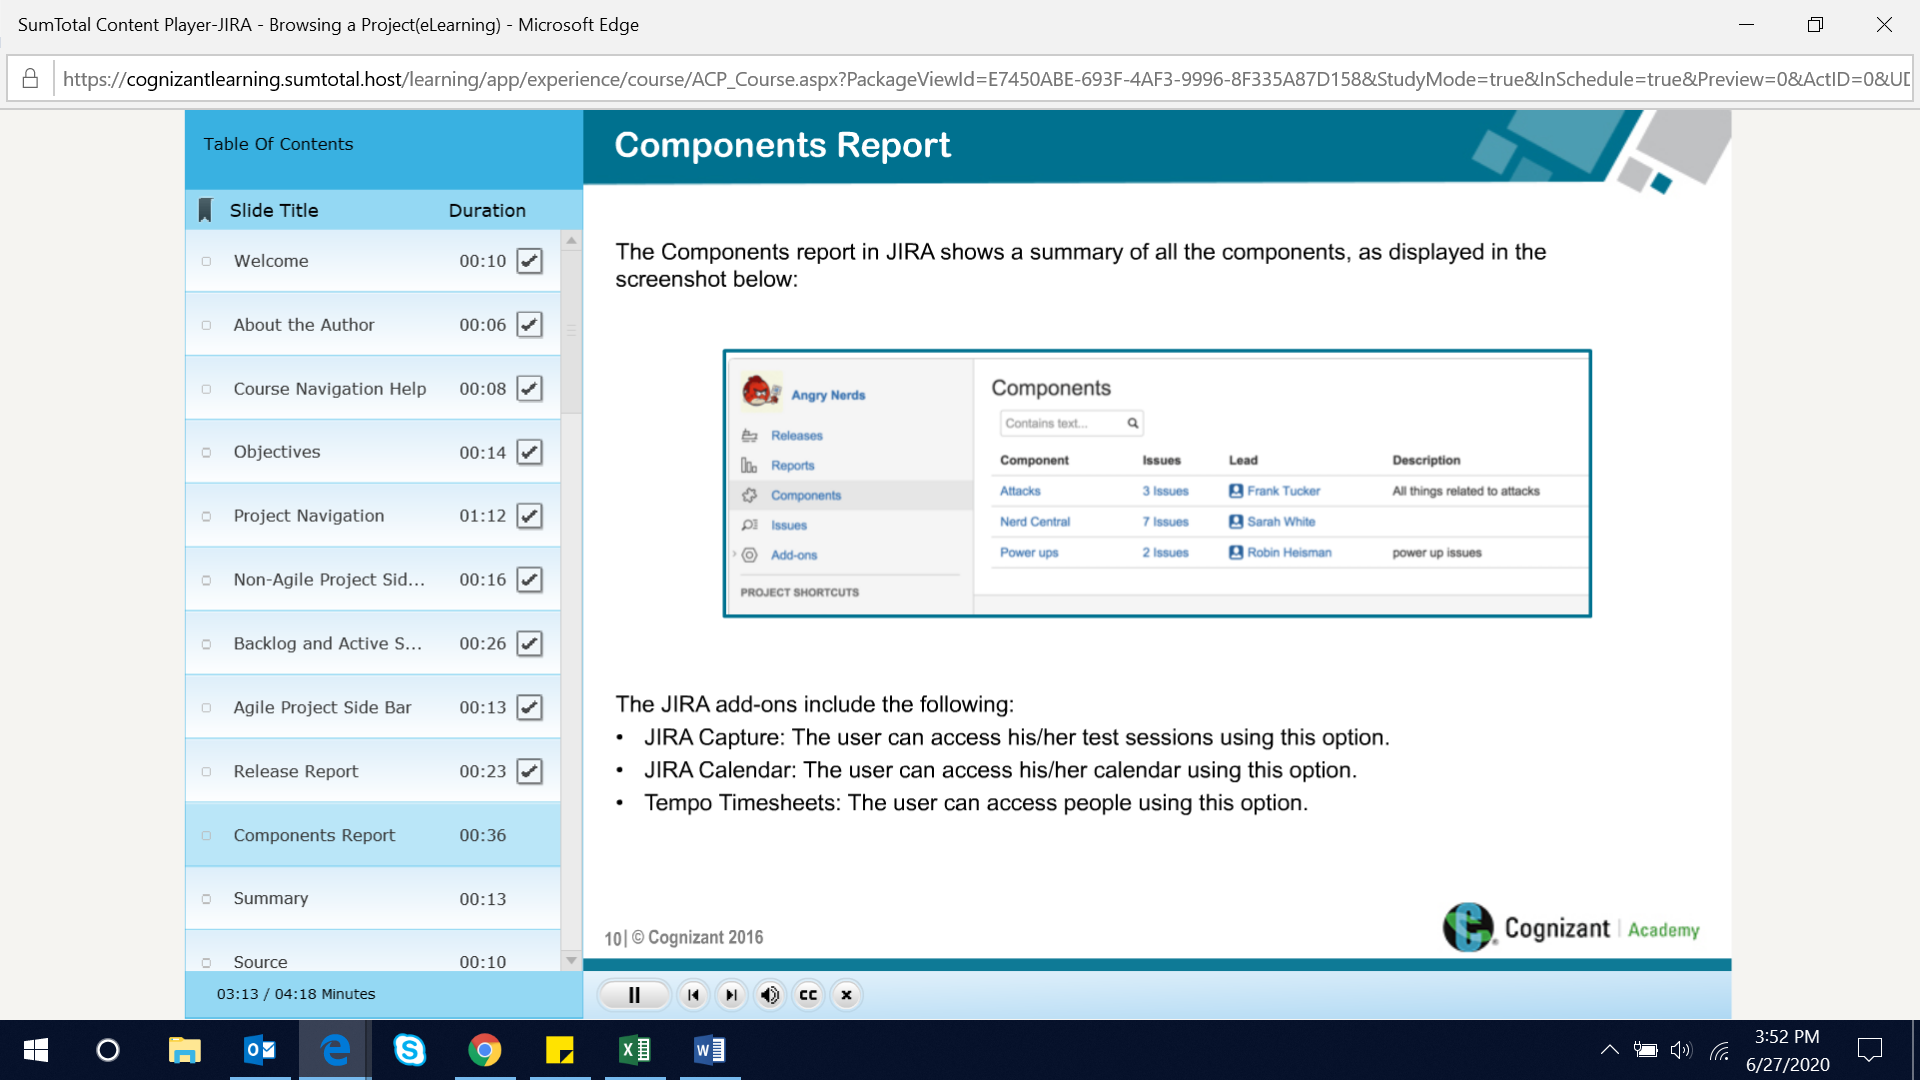 SumTotal Content Player-JIRA - Browsing a Project(eLearning) - Microsoft Edge
https://cognizantlearning.sumtotal.host/learning/app/experience/course/ACP_Course.aspx?PackageViewId=E7450ABE-693F-4AF3-9996-8F335A87D158&StudyMode=true&InSchedule=true&Preview=0&ActID=0&UD
Table Of Contents
Slide Title Duration
Welcome 00:10
About the Author 00:06
Course Navigation Help 00:08
Objectives 00:14
Project Navigation 01:12
Non-Agile Project Sid... 00:16
Backlog and Active S... 00:26
Agile Project Side Bar 00:13
Release Report 00:23
Components Report 00:36
Summary 00:13
Source 00:10
03:13 / 04:18 Minutes
Components Report
The Components report in JIRA shows a summary of all the components, as displayed in the
screenshot below:
Angry Nerds
Releases
Reports
Components
Issues
Add-ons
PROJECT SHORTCUTS
Components
Contains text...
Component Issues Lead Description
Attacks 3 Issues Frank Tucker All things related to attacks
Nerd Central 7 Issues Sarah White
Power ups 2 Issues Robin Heisman power up issues
The JIRA add-ons include the following:
• JIRA Capture: The user can access his/her test sessions using this option.
• JIRA Calendar: The user can access his/her calendar using this option.
• Tempo Timesheets: The user can access people using this option.
10| © Cognizant 2016
Cognizant | Academy
CC
3:52 PM
6/27/2020